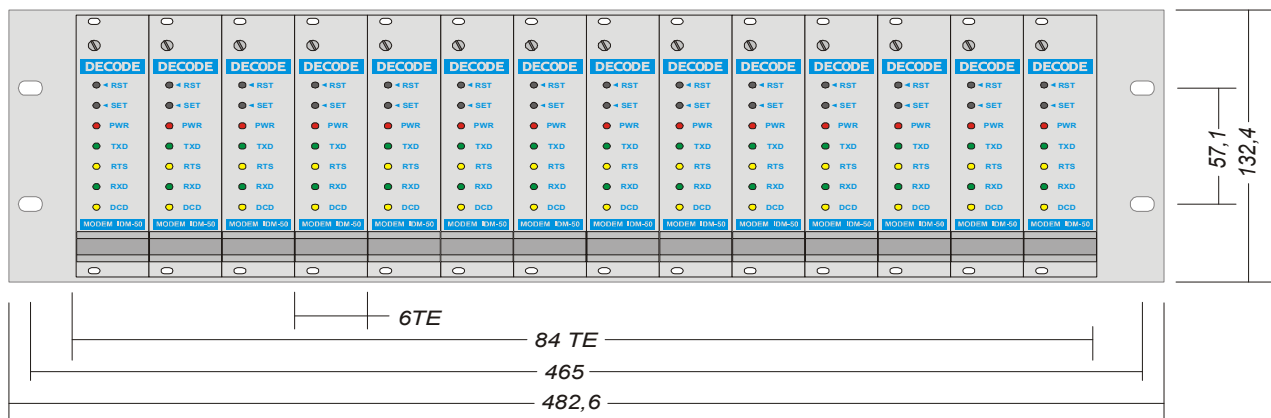 DECODE DECODE DECODE DECODE DECODE DECODE DECODE DECODE DECODE DECODE DECODE DECODE DECODE DECODE
RST RST RST RST RST RST RST RST RST RST RST RST RST RST
SET SET SET SET SET SET SET SET SET SET SET SET SET SET
PWR PWR PWR PWR PWR PWR PWR PWR PWR PWR PWR PWR PWR PWR
TXD TXD TXD TXD TXD TXD TXD TXD TXD TXD TXD TXD TXD TXD
RTS RTS RTS RTS RTS RTS RTS RTS RTS RTS RTS RTS RTS RTS
RXD RXD RXD RXD RXD RXD RXD RXD RXD RXD RXD RXD RXD RXD
DCD DCD DCD DCD DCD DCD DCD DCD DCD DCD DCD DCD DCD DCD
MODEM IDM-50 MODEM IDM-50 MODEM IDM-50 MODEM IDM-50 MODEM IDM-50 MODEM IDM-50 MODEM IDM-50 MODEM IDM-50 MODEM IDM-50 MODEM IDM-50 MODEM IDM-50 MODEM IDM-50 MODEM IDM-50 MODEM IDM-50
57,1
132,4
6TE
84 TE
465
482,6